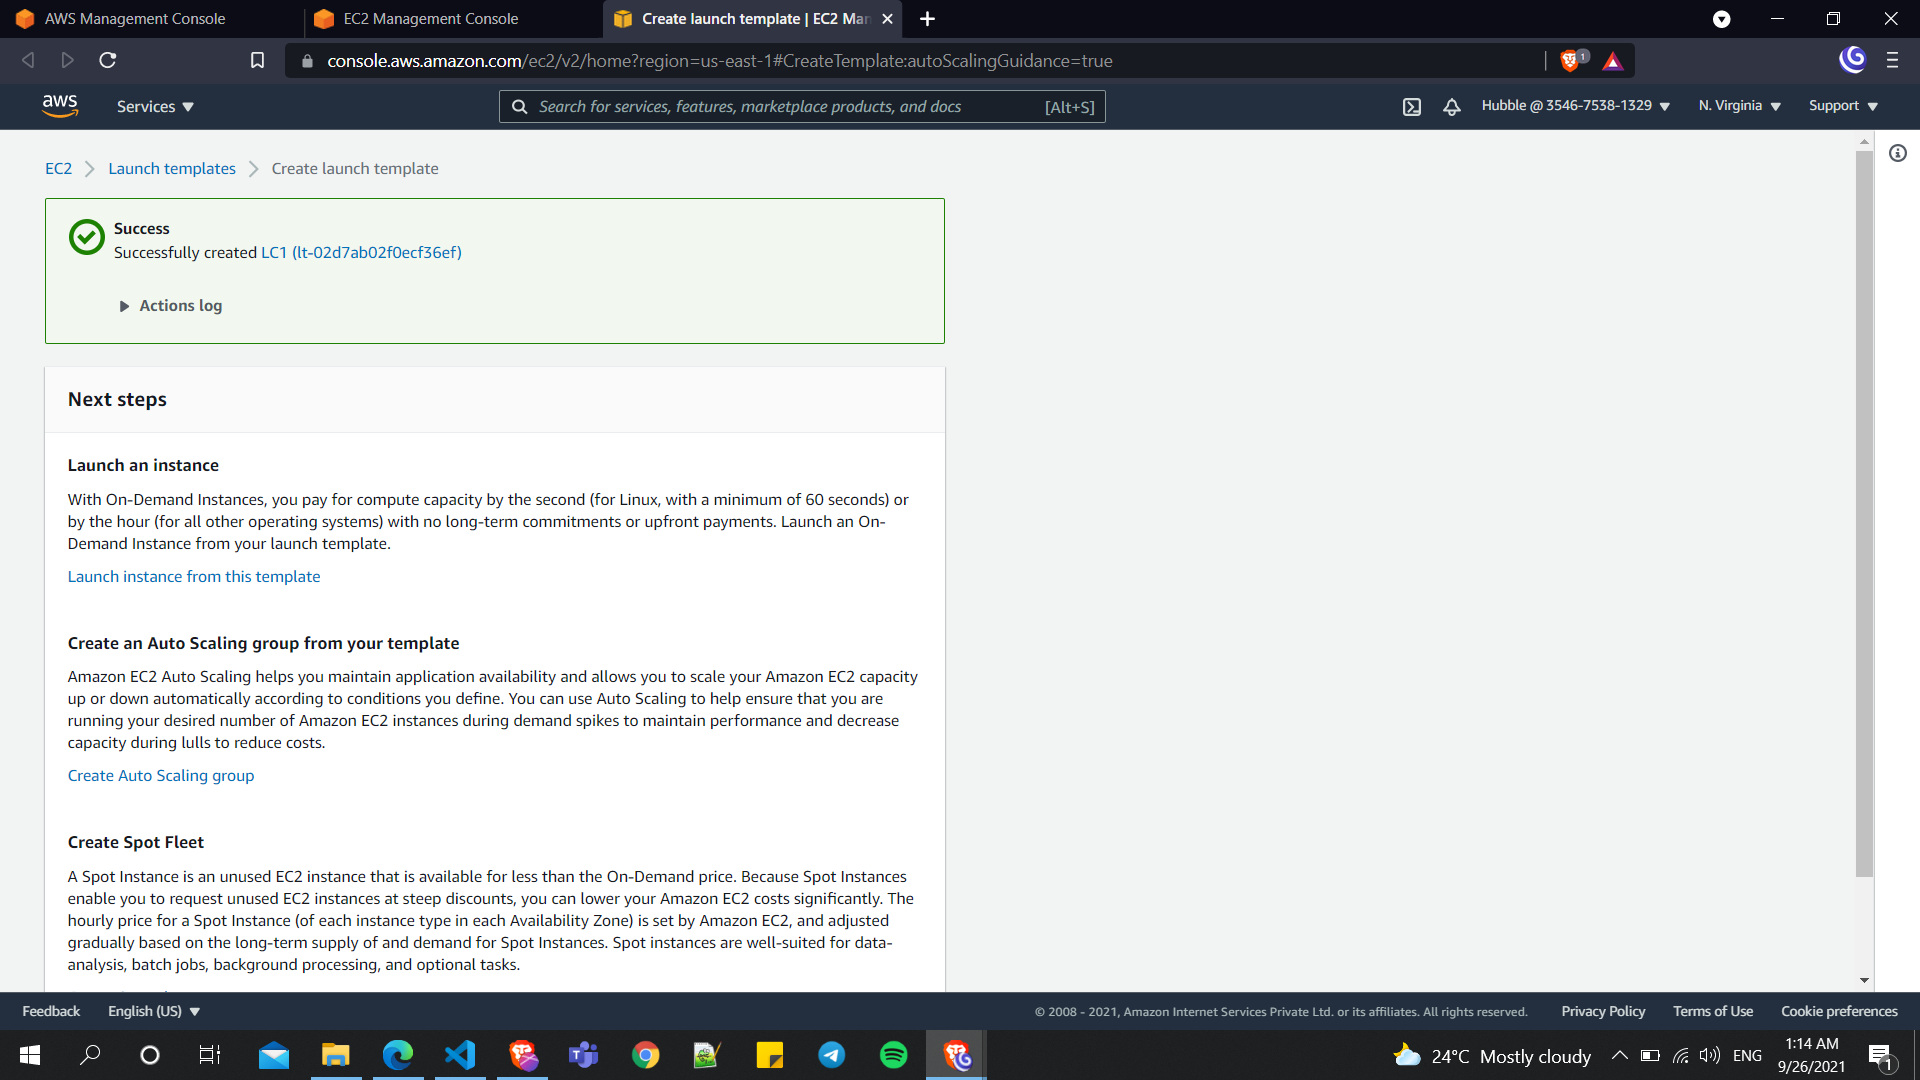 AWS Management Console
EC2 Management Console
Create launch template | EC2 Man
console.aws.amazon.com/ec2/v2/home?region=us-east-1#CreateTemplate:autoScalingGuidance=true
1
aws
Services
Search for services, features, marketplace products, and docs
[Alt+S]
Hubble @ 3546-7538-1329
N. Virginia
Support
EC2
Launch templates
Create launch template
Success
Successfully created LC1 (lt-02d7ab02f0ecf36ef)
Actions log
Next steps
Launch an instance
With On-Demand Instances, you pay for compute capacity by the second (for Linux, with a minimum of 60 seconds) or
by the hour (for all other operating systems) with no long-term commitments or upfront payments. Launch an On-
Demand Instance from your launch template.
Launch instance from this template
Create an Auto Scaling group from your template
Amazon EC2 Auto Scaling helps you maintain application availability and allows you to scale your Amazon EC2 capacity
up or down automatically according to conditions you define. You can use Auto Scaling to help ensure that you are
running your desired number of Amazon EC2 instances during demand spikes to maintain performance and decrease
capacity during lulls to reduce costs.
Create Auto Scaling group
Create Spot Fleet
A Spot Instance is an unused EC2 instance that is available for less than the On-Demand price. Because Spot Instances
enable you to request unused EC2 instances at steep discounts, you can lower your Amazon EC2 costs significantly. The
hourly price for a Spot Instance (of each instance type in each Availability Zone) is set by Amazon EC2, and adjusted
gradually based on the long-term supply of and demand for Spot Instances. Spot instances are well-suited for data-
analysis, batch jobs, background processing, and optional tasks.
Feedback
English (US)
© 2008 - 2021, Amazon Internet Services Private Ltd. or its affiliates. All rights reserved.
Privacy Policy
Terms of Use
Cookie preferences
24°C Mostly cloudy
ENG
1:14 AM
9/26/2021
1